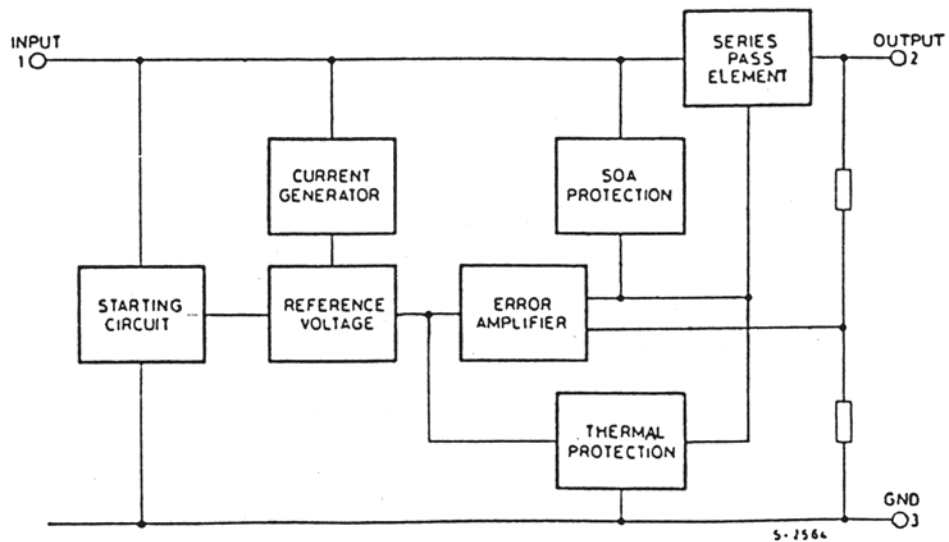 INPUT
1
SERIES
PASS
ELEMENT
OUTPUT
2
CURRENT
GENERATOR
SOA
PROTECTION
STARTING
CIRCUIT
REFERENCE
VOLTAGE
ERROR
AMPLIFIER
THERMAL
PROTECTION
GND
3
S-2564